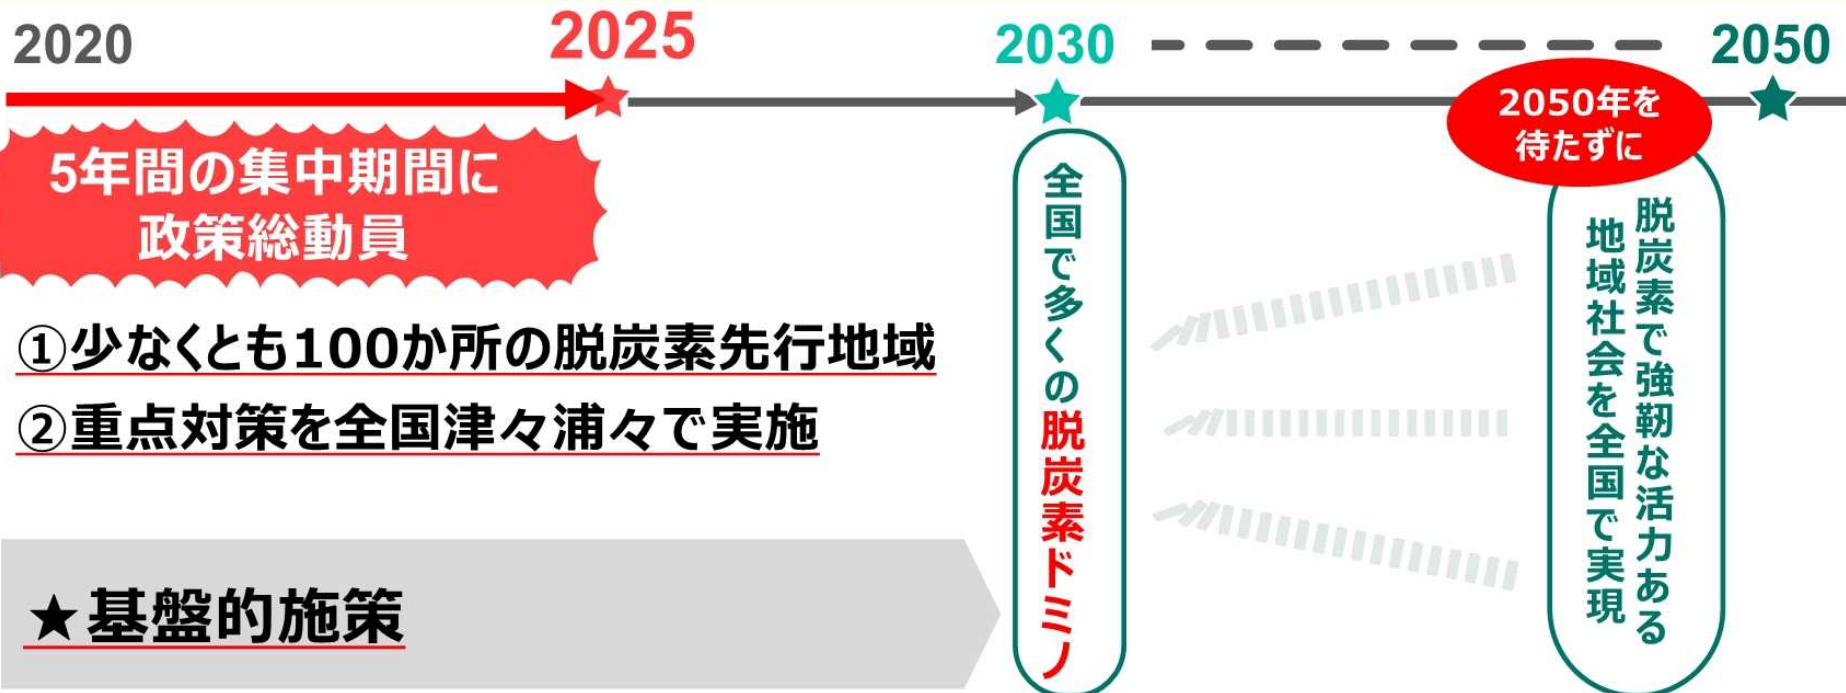 2020
2025
2030
2050
5年間の集中期間に
政策総動員
①少なくとも100か所の脱炭素先行地域
②重点対策を全国津々浦々で実施
★基盤的施策
全国で多くの脱炭素ドミノ
2050年を
待たずに
脱炭素で強靭な活力ある
地域社会を全国で実現